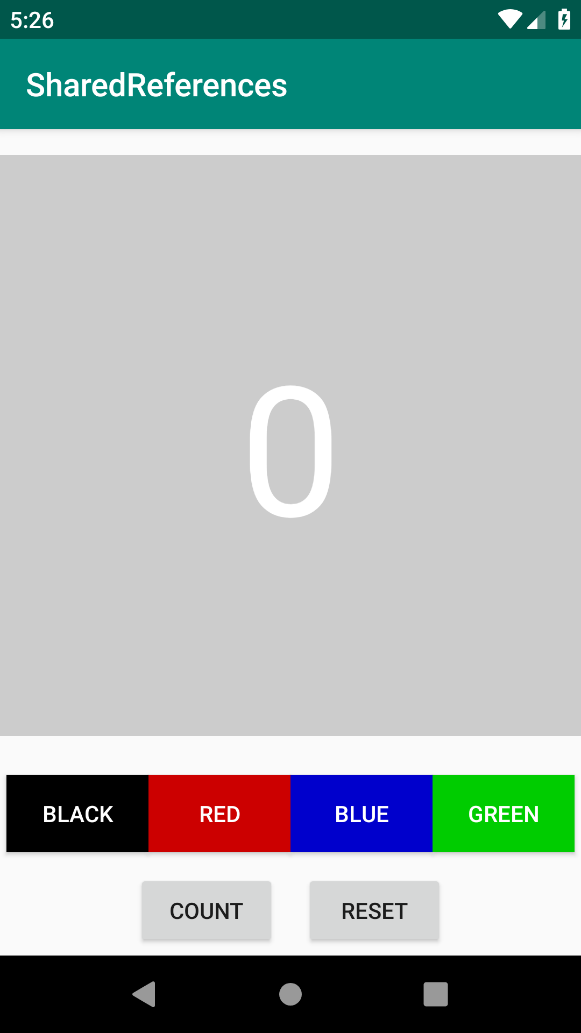 5:26
SharedReferences
0
BLACK RED BLUE GREEN
COUNT RESET